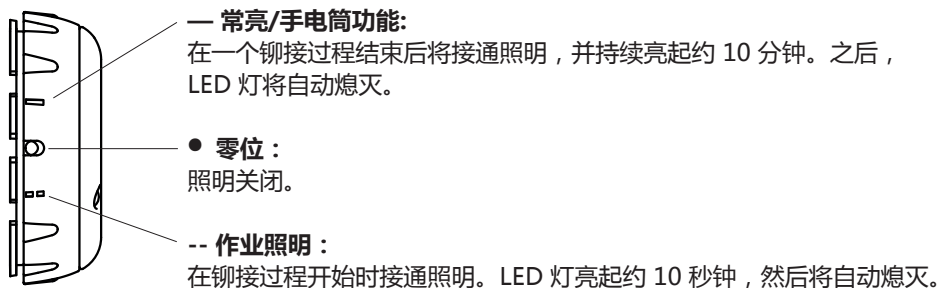 — 常亮/手电筒功能:
在一个铆接过程结束后将接通照明，并持续亮起约 10 分钟。之后，
LED 灯将自动熄灭。
● 零位：
照明关闭。
-- 作业照明：
在铆接过程开始时接通照明。LED 灯亮起约 10 秒钟，然后将自动熄灭。